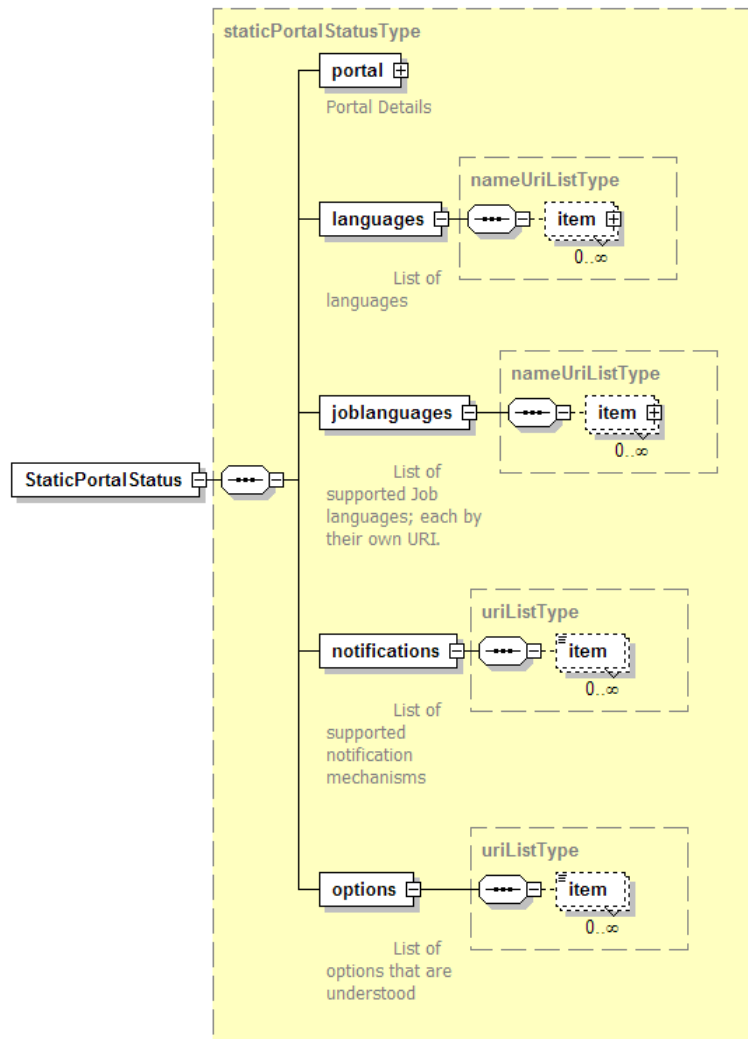 staticPortalStatusType
portal
Portal Details
nameUriListType
languages
item
0..∞
List of
languages
nameUriListType
joblanguages
item
0..∞
List of
supported Job
languages; each by
their own URI.
StaticPortalStatus
uriListType
notifications
item
0..∞
List of
supported
notification
mechanisms
uriListType
options
item
0..∞
List of
options that are
understood